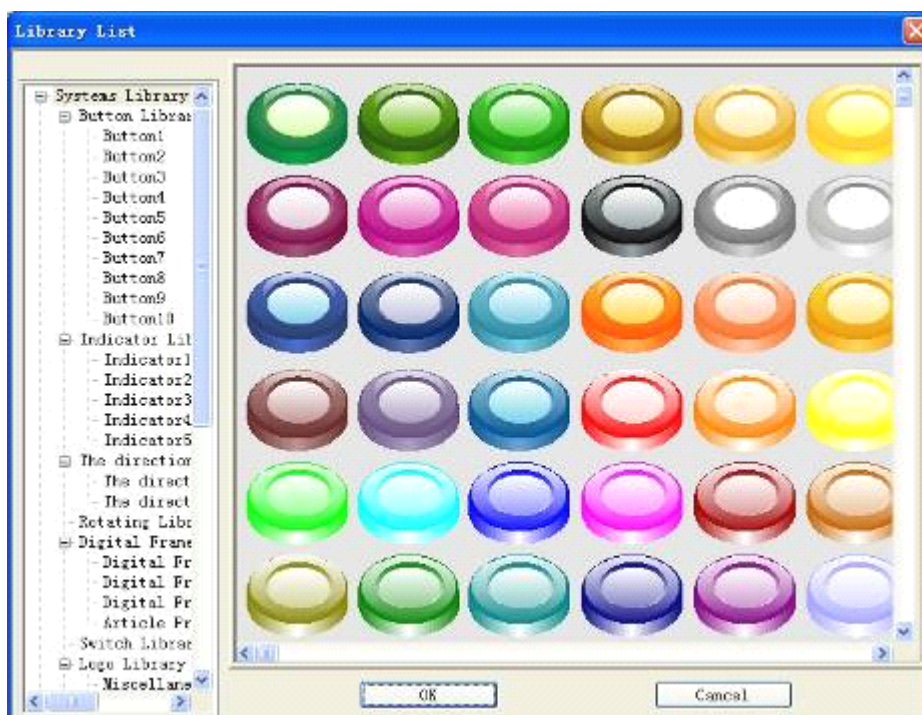 Library List
Systems Library
Button Librar
Button1
Button2
Button3
Button4
Button5
Button6
Button7
Button8
Button9
Button10
Indicator Lib
Indicator1
Indicator2
Indicator3
Indicator4
Indicator5
The direction
The direct
The direct
Rotating Libr
Digital Frame
Digital Fr
Digital Fr
Digital Fr
Article Fr
Switch Librar
Logo Library
Miscellane
OK
Cancel